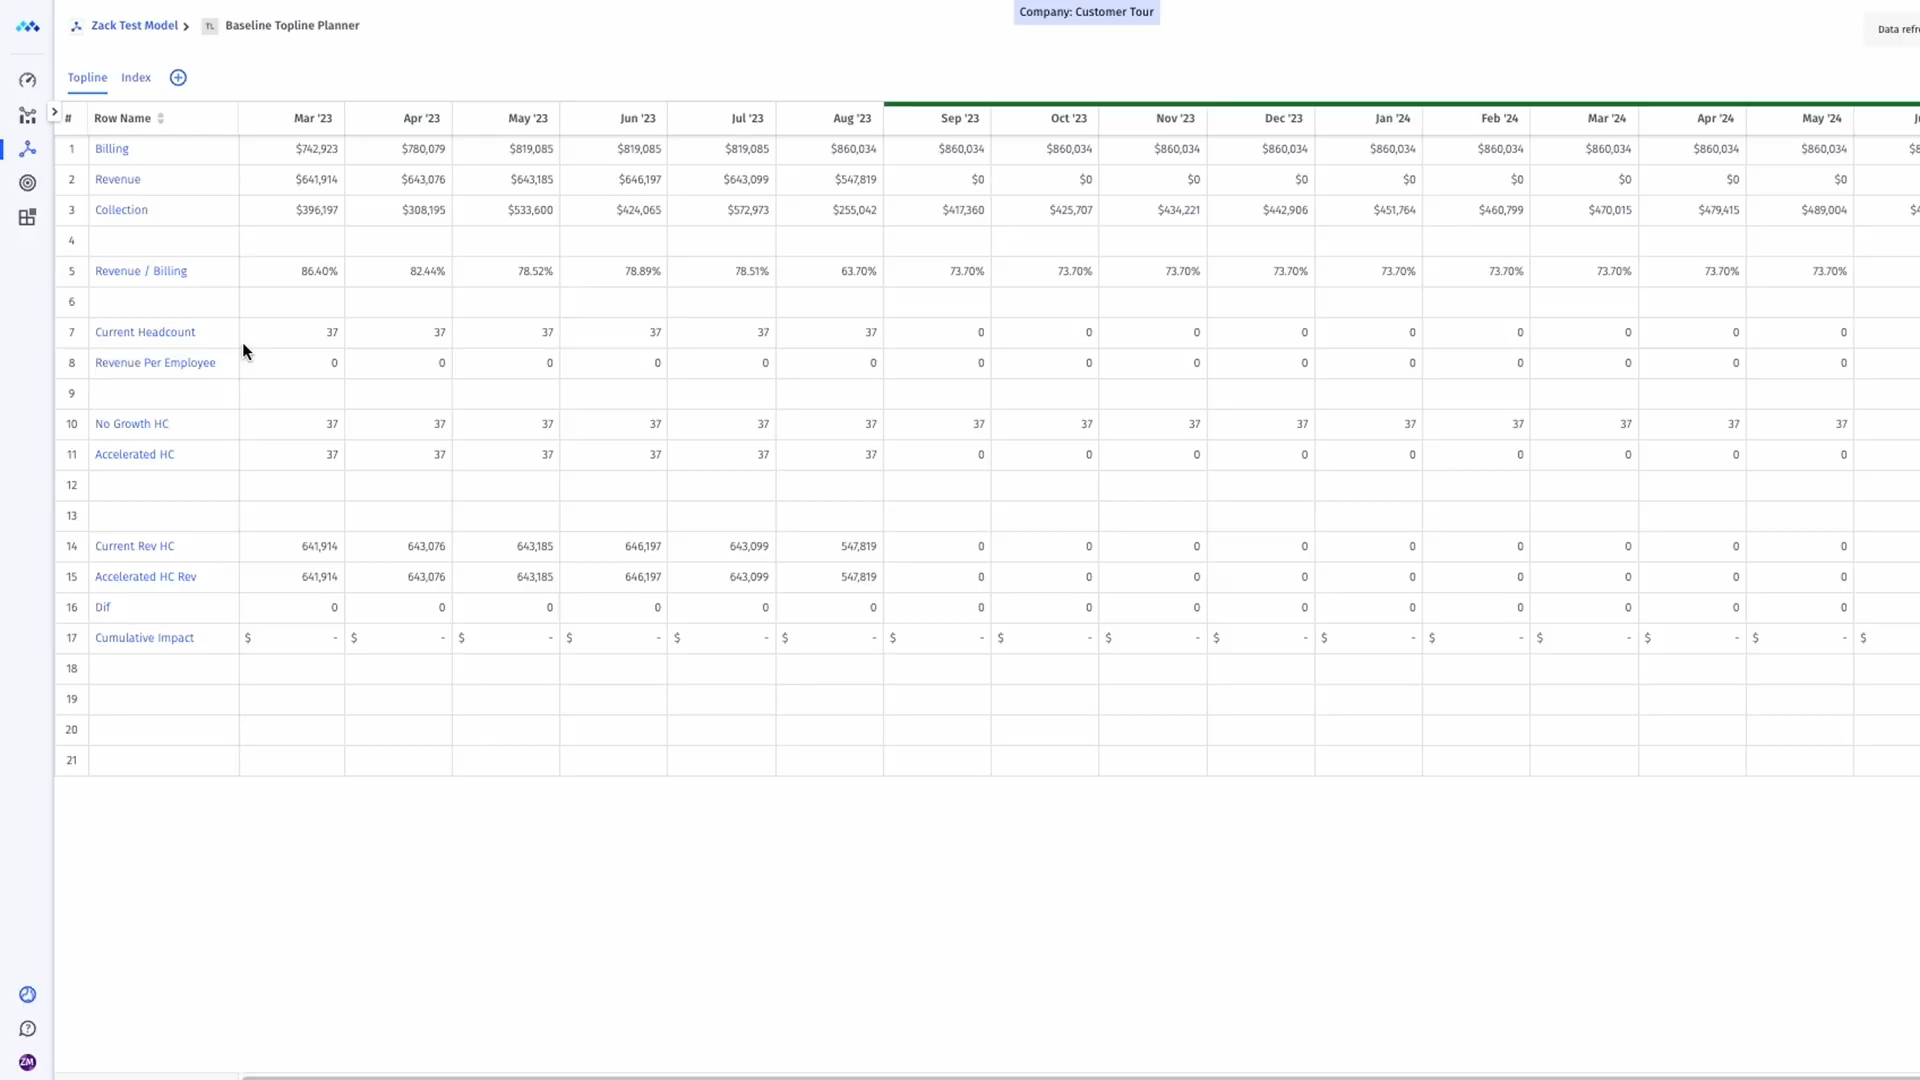 Company: Customer Tour
Zack Test Model > TL Baseline Topline Planner
Data refre
Topline Index
# Row Name Mar '23 Apr '23 May '23 Jun '23 Jul '23 Aug '23 Sep '23 Oct '23 Nov '23 Dec '23 Jan '24 Feb '24 Mar '24 Apr '24 May '24 J
1 Billing $742,923 $780,079 $819,085 $819,085 $819,085 $860,034 $860,034 $860,034 $860,034 $860,034 $860,034 $860,034 $860,034 $860,034 $860,034 $8
2 Revenue $641,914 $643,076 $643,185 $646,197 $643,099 $547,819 $0 $0 $0 $0 $0 $0 $0 $0 $0
3 Collection $396,197 $308,195 $533,600 $424,065 $572,973 $255,042 $417,360 $425,707 $434,221 $442,906 $451,764 $460,799 $470,015 $479,415 $489,004 $4
4
5 Revenue / Billing 86.40% 82.44% 78.52% 78.89% 78.51% 63.70% 73.70% 73.70% 73.70% 73.70% 73.70% 73.70% 73.70% 73.70% 73.70%
6
7 Current Headcount 37 37 37 37 37 37 0 0 0 0 0 0 0 0 0
8 Revenue Per Employee 0 0 0 0 0 0 0 0 0 0 0 0 0 0 0
9
10 No Growth HC 37 37 37 37 37 37 37 37 37 37 37 37 37 37 37
11 Accelerated HC 37 37 37 37 37 37 0 0 0 0 0 0 0 0 0
12
13
14 Current Rev HC 641,914 643,076 643,185 646,197 643,099 547,819 0 0 0 0 0 0 0 0 0
15 Accelerated HC Rev 641,914 643,076 643,185 646,197 643,099 547,819 0 0 0 0 0 0 0 0 0
16 Dif 0 0 0 0 0 0 0 0 0 0 0 0 0 0 0
17 Cumulative Impact $ - $ - $ - $ - $ - $ - $ - $ - $ - $ - $ - $ - $ - $ - $ - $
18
19
20
21
ZM